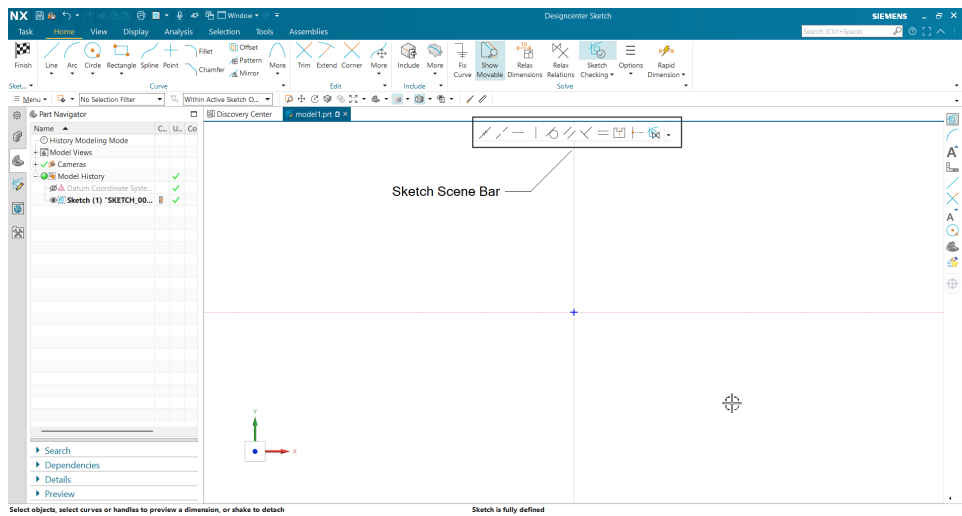 NX Window Designcenter Sketch SIEMENS
Task Home View Display Analysis Selection Tools Assemblies Search (Ctrl+Space)
Finish Line Arc Circle Rectangle Spline Point Fillet Chamfer Offset Pattern Mirror More Trim Extend Corner More Include More Fix Curve Show Movable Relax Dimensions Relax Relations Sketch Checking Options Rapid Dimension
Sket... Curve Edit Include Solve
Menu No Selection Filter Within Active Sketch O...
Part Navigator Discovery Center model1.prt
Name C... U... Co
History Modeling Mode
Model Views
Cameras
Model History
Datum Coordinate Syste...
Sketch (1) "SKETCH_00...
Sketch Scene Bar
Y
X
Search
Dependencies
Details
Preview
Select objects, select curves or handles to preview a dimension, or shake to detach Sketch is fully defined